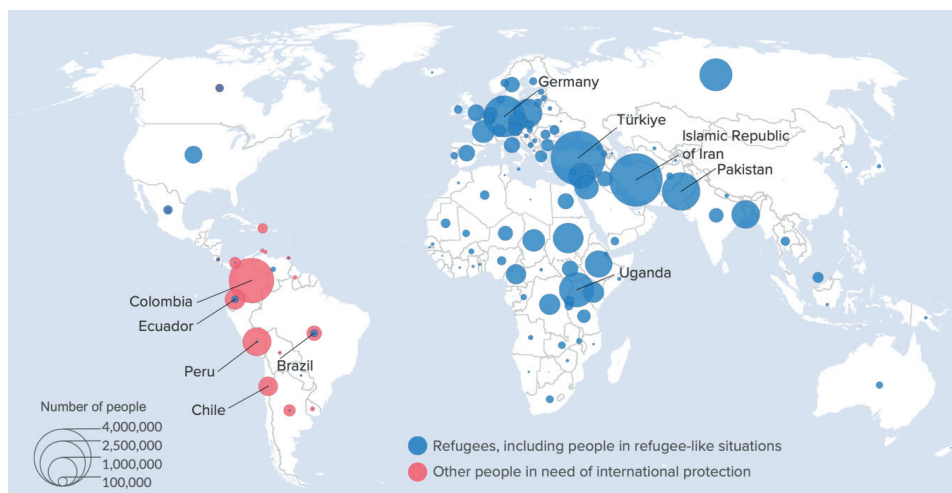 Germany
Türkiye
Islamic Republic
of Iran
Pakistan
Uganda
Colombia
Ecuador
Peru
Brazil
Chile
Number of people
4,000,000
2,500,000
1,000,000
100,000
Refugees, including people in refugee-like situations
Other people in need of international protection